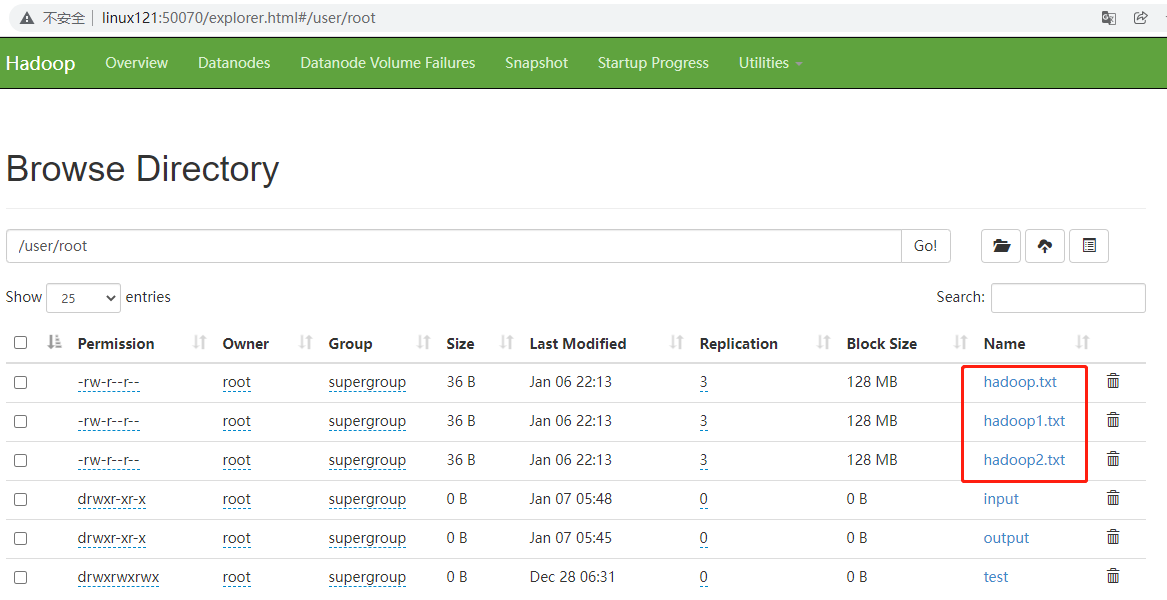 不安全 linux121:50070/explorer.html#/user/root
Hadoop Overview Datanodes Datanode Volume Failures Snapshot Startup Progress Utilities
Browse Directory
/user/root Go!
Show 25 entries Search:
Permission Owner Group Size Last Modified Replication Block Size Name
-rw-r--r-- root supergroup 36 B Jan 06 22:13 3 128 MB hadoop.txt
-rw-r--r-- root supergroup 36 B Jan 06 22:13 3 128 MB hadoop1.txt
-rw-r--r-- root supergroup 36 B Jan 06 22:13 3 128 MB hadoop2.txt
drwxr-xr-x root supergroup 0 B Jan 07 05:48 0 0 B input
drwxr-xr-x root supergroup 0 B Jan 07 05:45 0 0 B output
drwxrwxrwx root supergroup 0 B Dec 28 06:31 0 0 B test